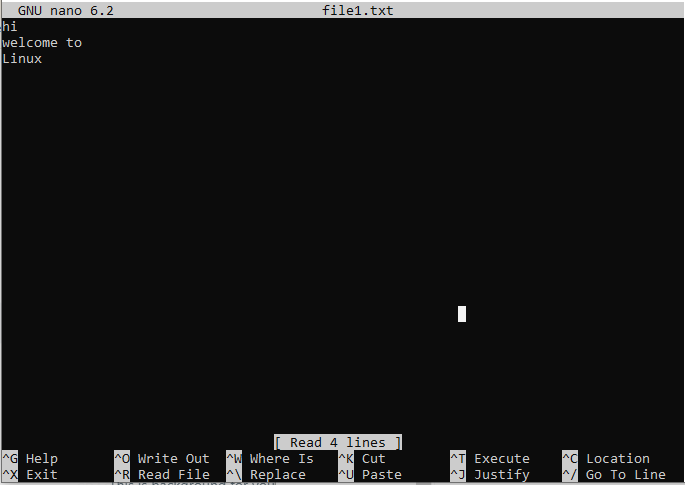 GNU nano 6.2 file1.txt
hi
welcome to
Linux
[ Read 4 lines ]
^G Help ^O Write Out ^W Where Is ^K Cut ^T Execute ^C Location
^X Exit ^R Read File ^\ Replace ^U Paste ^J Justify ^/ Go To Line